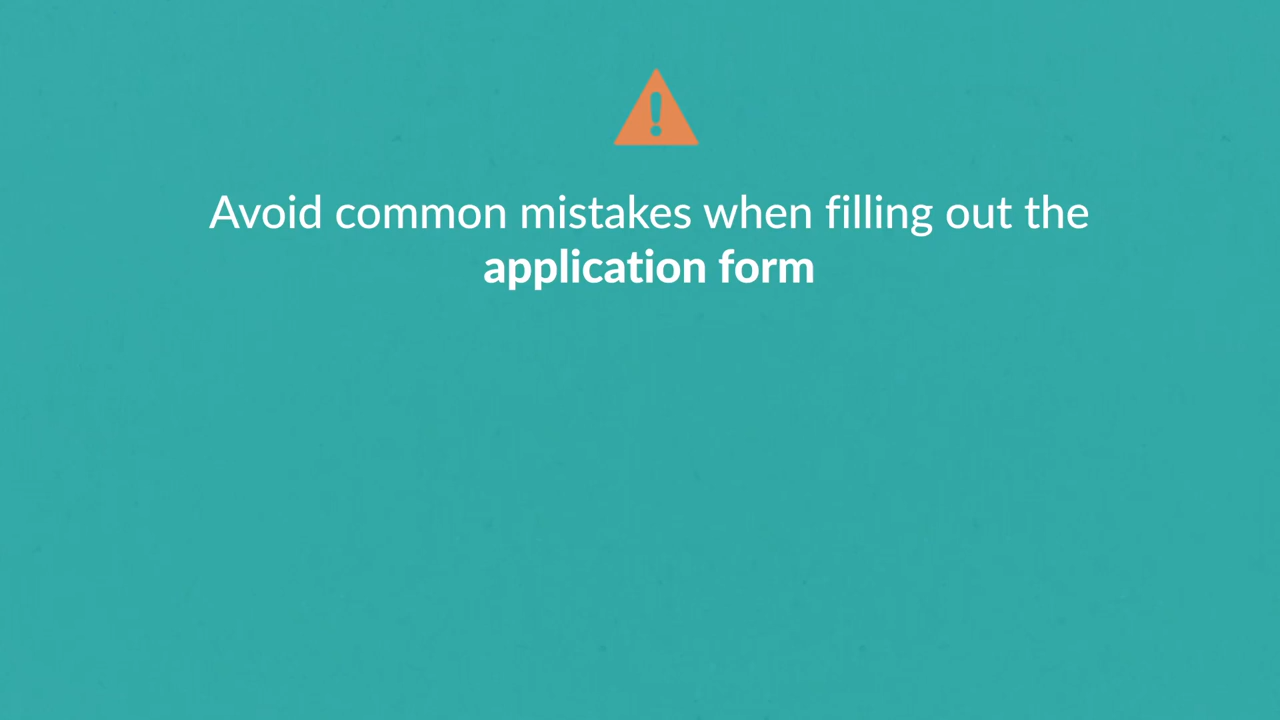 Avoid common mistakes when filling out the
application form